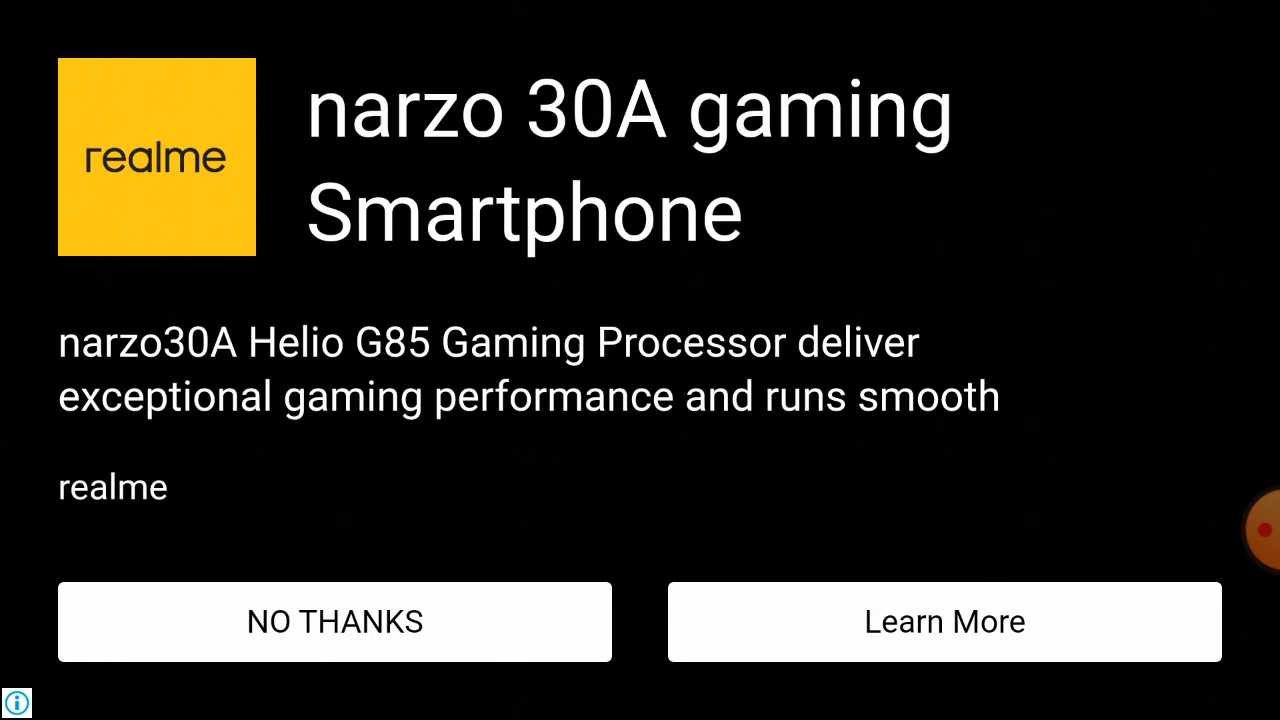 realme
narzo 30A gaming
Smartphone
narzo30A Helio G85 Gaming Processor deliver
exceptional gaming performance and runs smooth
realme
NO THANKS
Learn More